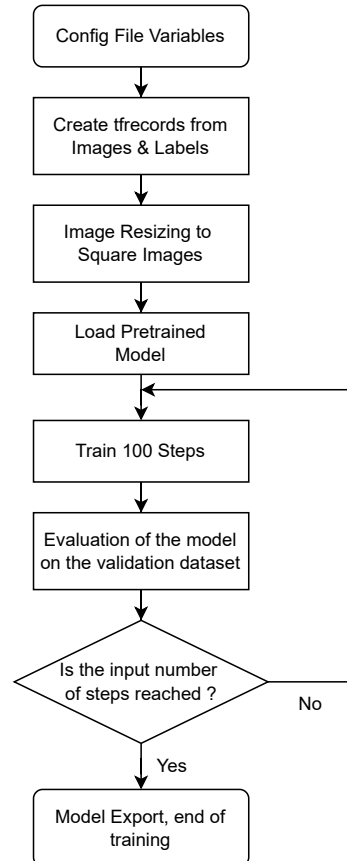 Config File Variables
Create tfrecords from
Images & Labels
Image Resizing to
Square Images
Load Pretrained
Model
Train 100 Steps
Evaluation of the model
on the validation dataset
Is the input number
of steps reached ?
No
Yes
Model Export, end of
training